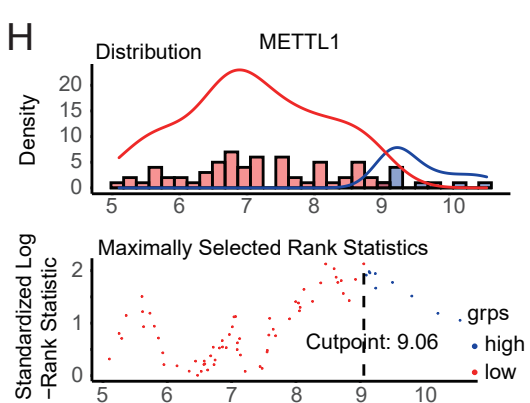 H
METTL1
Distribution
Density
20
15
10
5
0
5 6 7 8 9 10
Maximally Selected Rank Statistics
Standardized Log
−Rank Statistic
2
1
0
Cutpoint: 9.06
5 6 7 8 9 10
grps
high
low